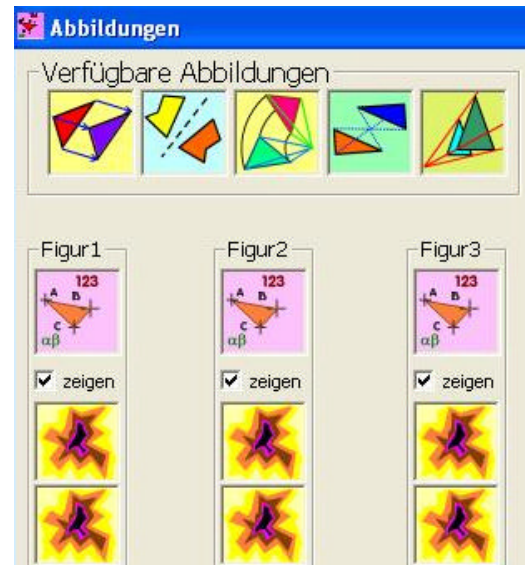 Abbildungen
Verfügbare Abbildungen
Figur1 Figur2 Figur3
123 123 123
A B A B A B
C C C
αβ αβ αβ
zeigen zeigen zeigen